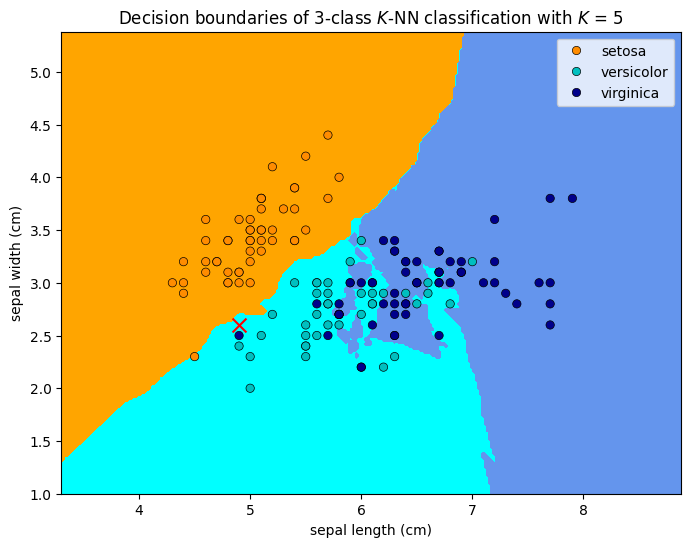 Decision boundaries of 3-class K-NN classification with K = 5
setosa
versicolor
virginica
5.0
4.5
4.0
3.5
3.0
2.5
2.0
1.5
1.0
sepal width (cm)
4 5 6 7 8
sepal length (cm)